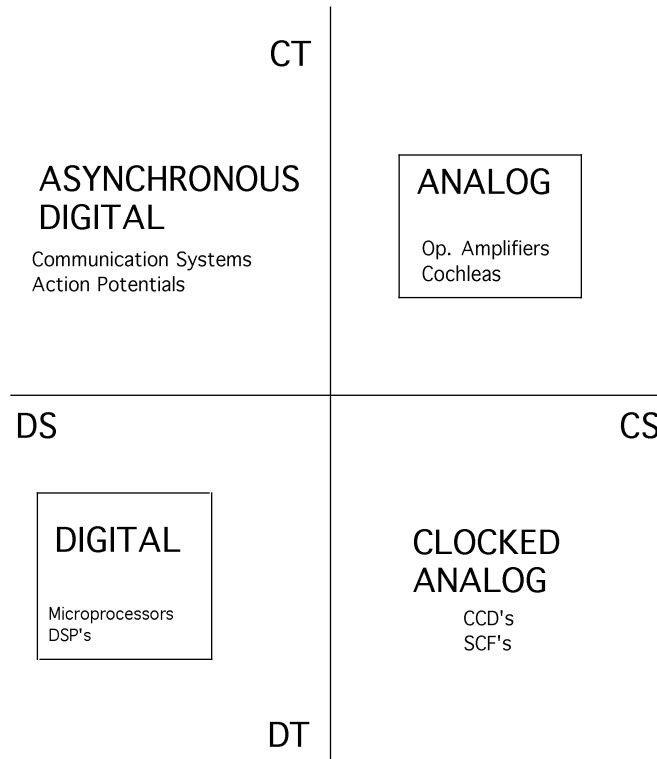 CT
ASYNCHRONOUS
DIGITAL
Communication Systems
Action Potentials
ANALOG
Op. Amplifiers
Cochleas
DS
CS
DIGITAL
Microprocessors
DSP's
CLOCKED
ANALOG
CCD's
SCF's
DT